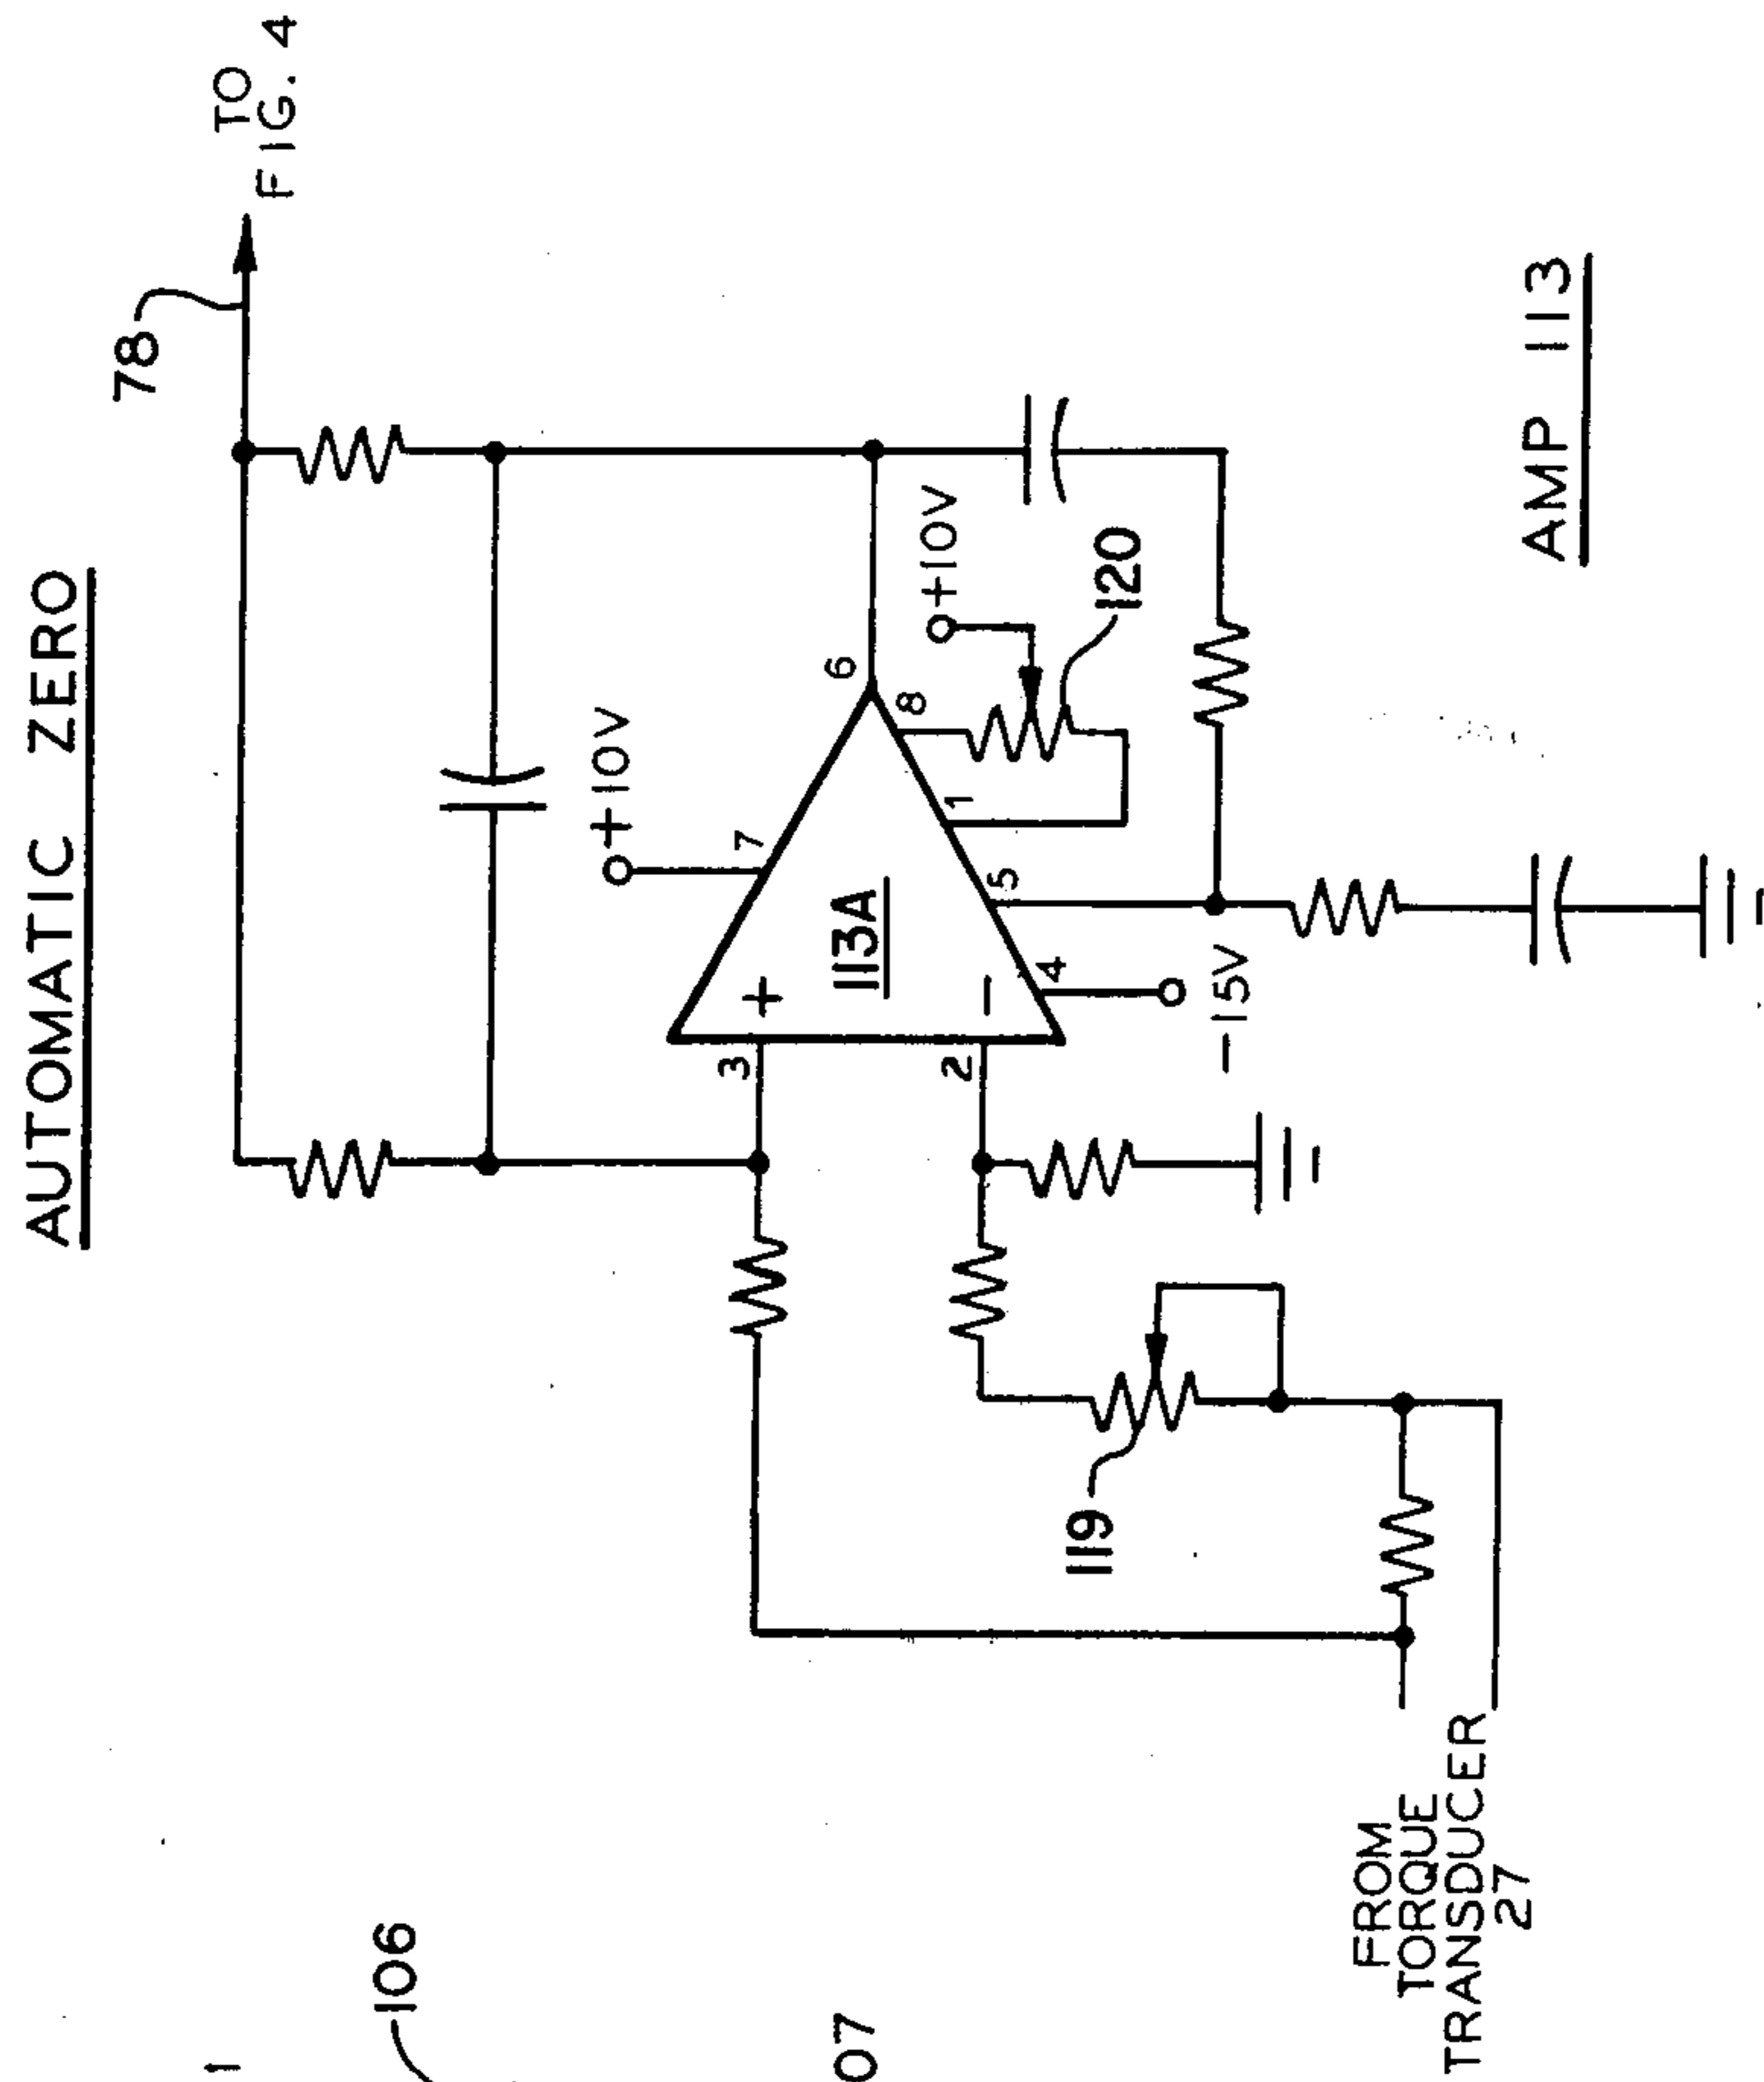 AUTOMATIC ZERO
78
TO
FIG. 4
+10V
7
6
8
+10V
120
1
5
113A
+
−
3
2
4
−15V
119
FROM
TORQUE
TRANSDUCER
27
AMP 113
106
07
1